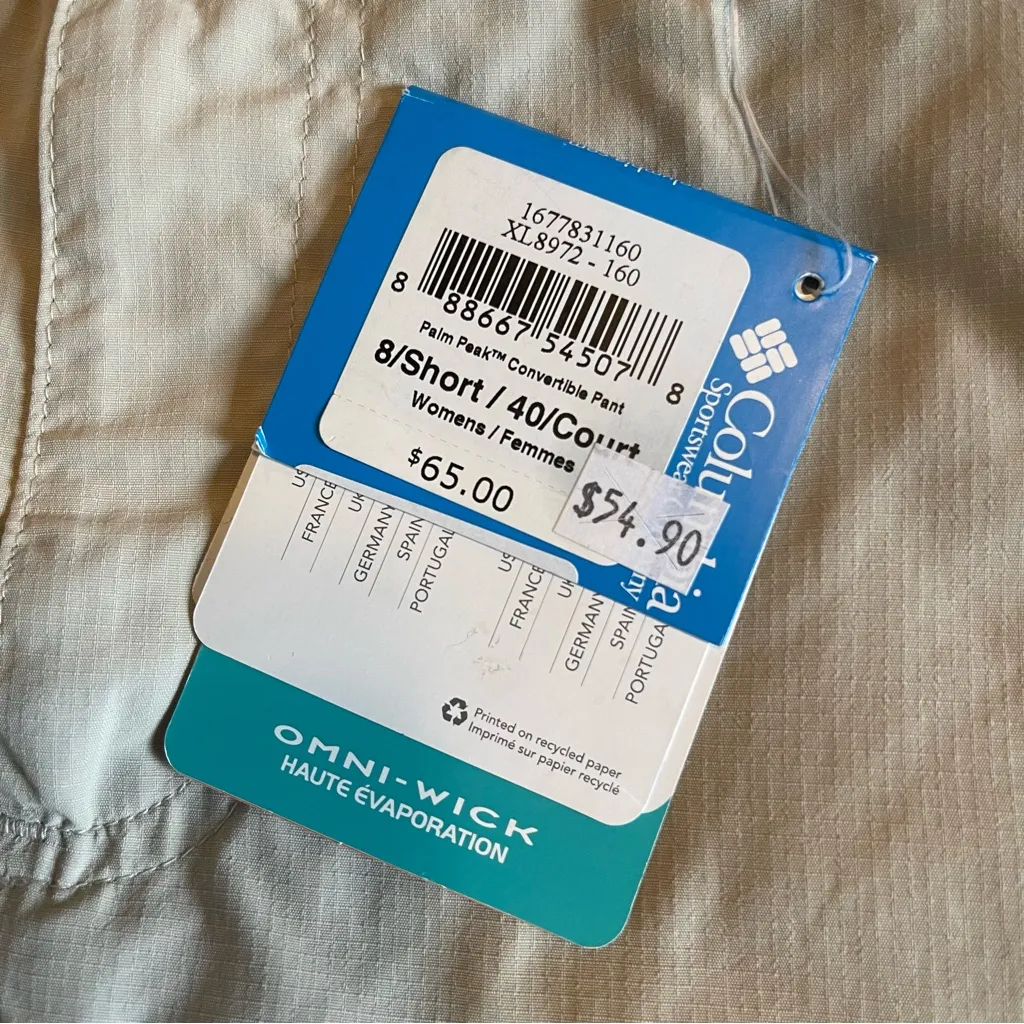 1677831160
XL8972 - 160
8 88667 54507 8
Palm Peak™ Convertible Pant
8/Short / 40/Court
Womens / Femmes
$65.00
$54.90
Columbia
Sportswear
US
FRANCE
UK
GERMANY
SPAIN
PORTUGAL
US
FRANCE
UK
GERMANY
SPAIN
PORTUGA
Printed on recycled paper
Imprimé sur papier recyclé
OMNI-WICK
HAUTE ÉVAPORATION